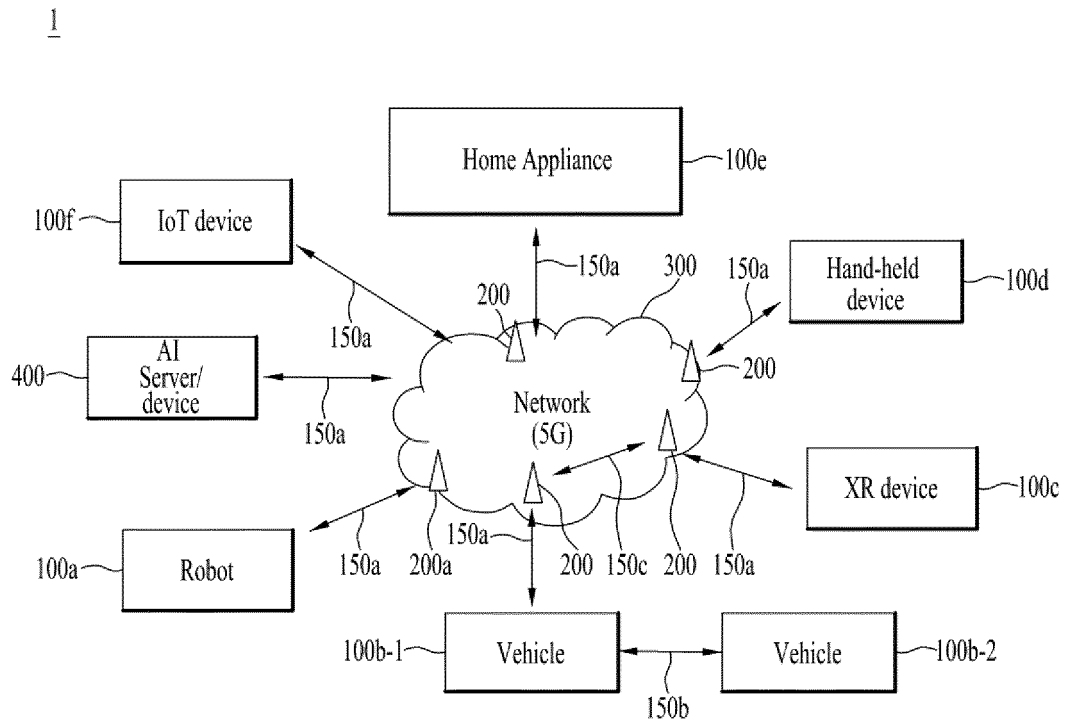 1
Home Appliance
100e
100f
IoT device
150a
300
150a
Hand-held
device
100d
200
150a
400
AI
Server/
device
200
150a
Network
(5G)
XR device
100c
150a
100a
Robot
150a
200a
200
150c
200
150a
100b-1
Vehicle
Vehicle
100b-2
150b